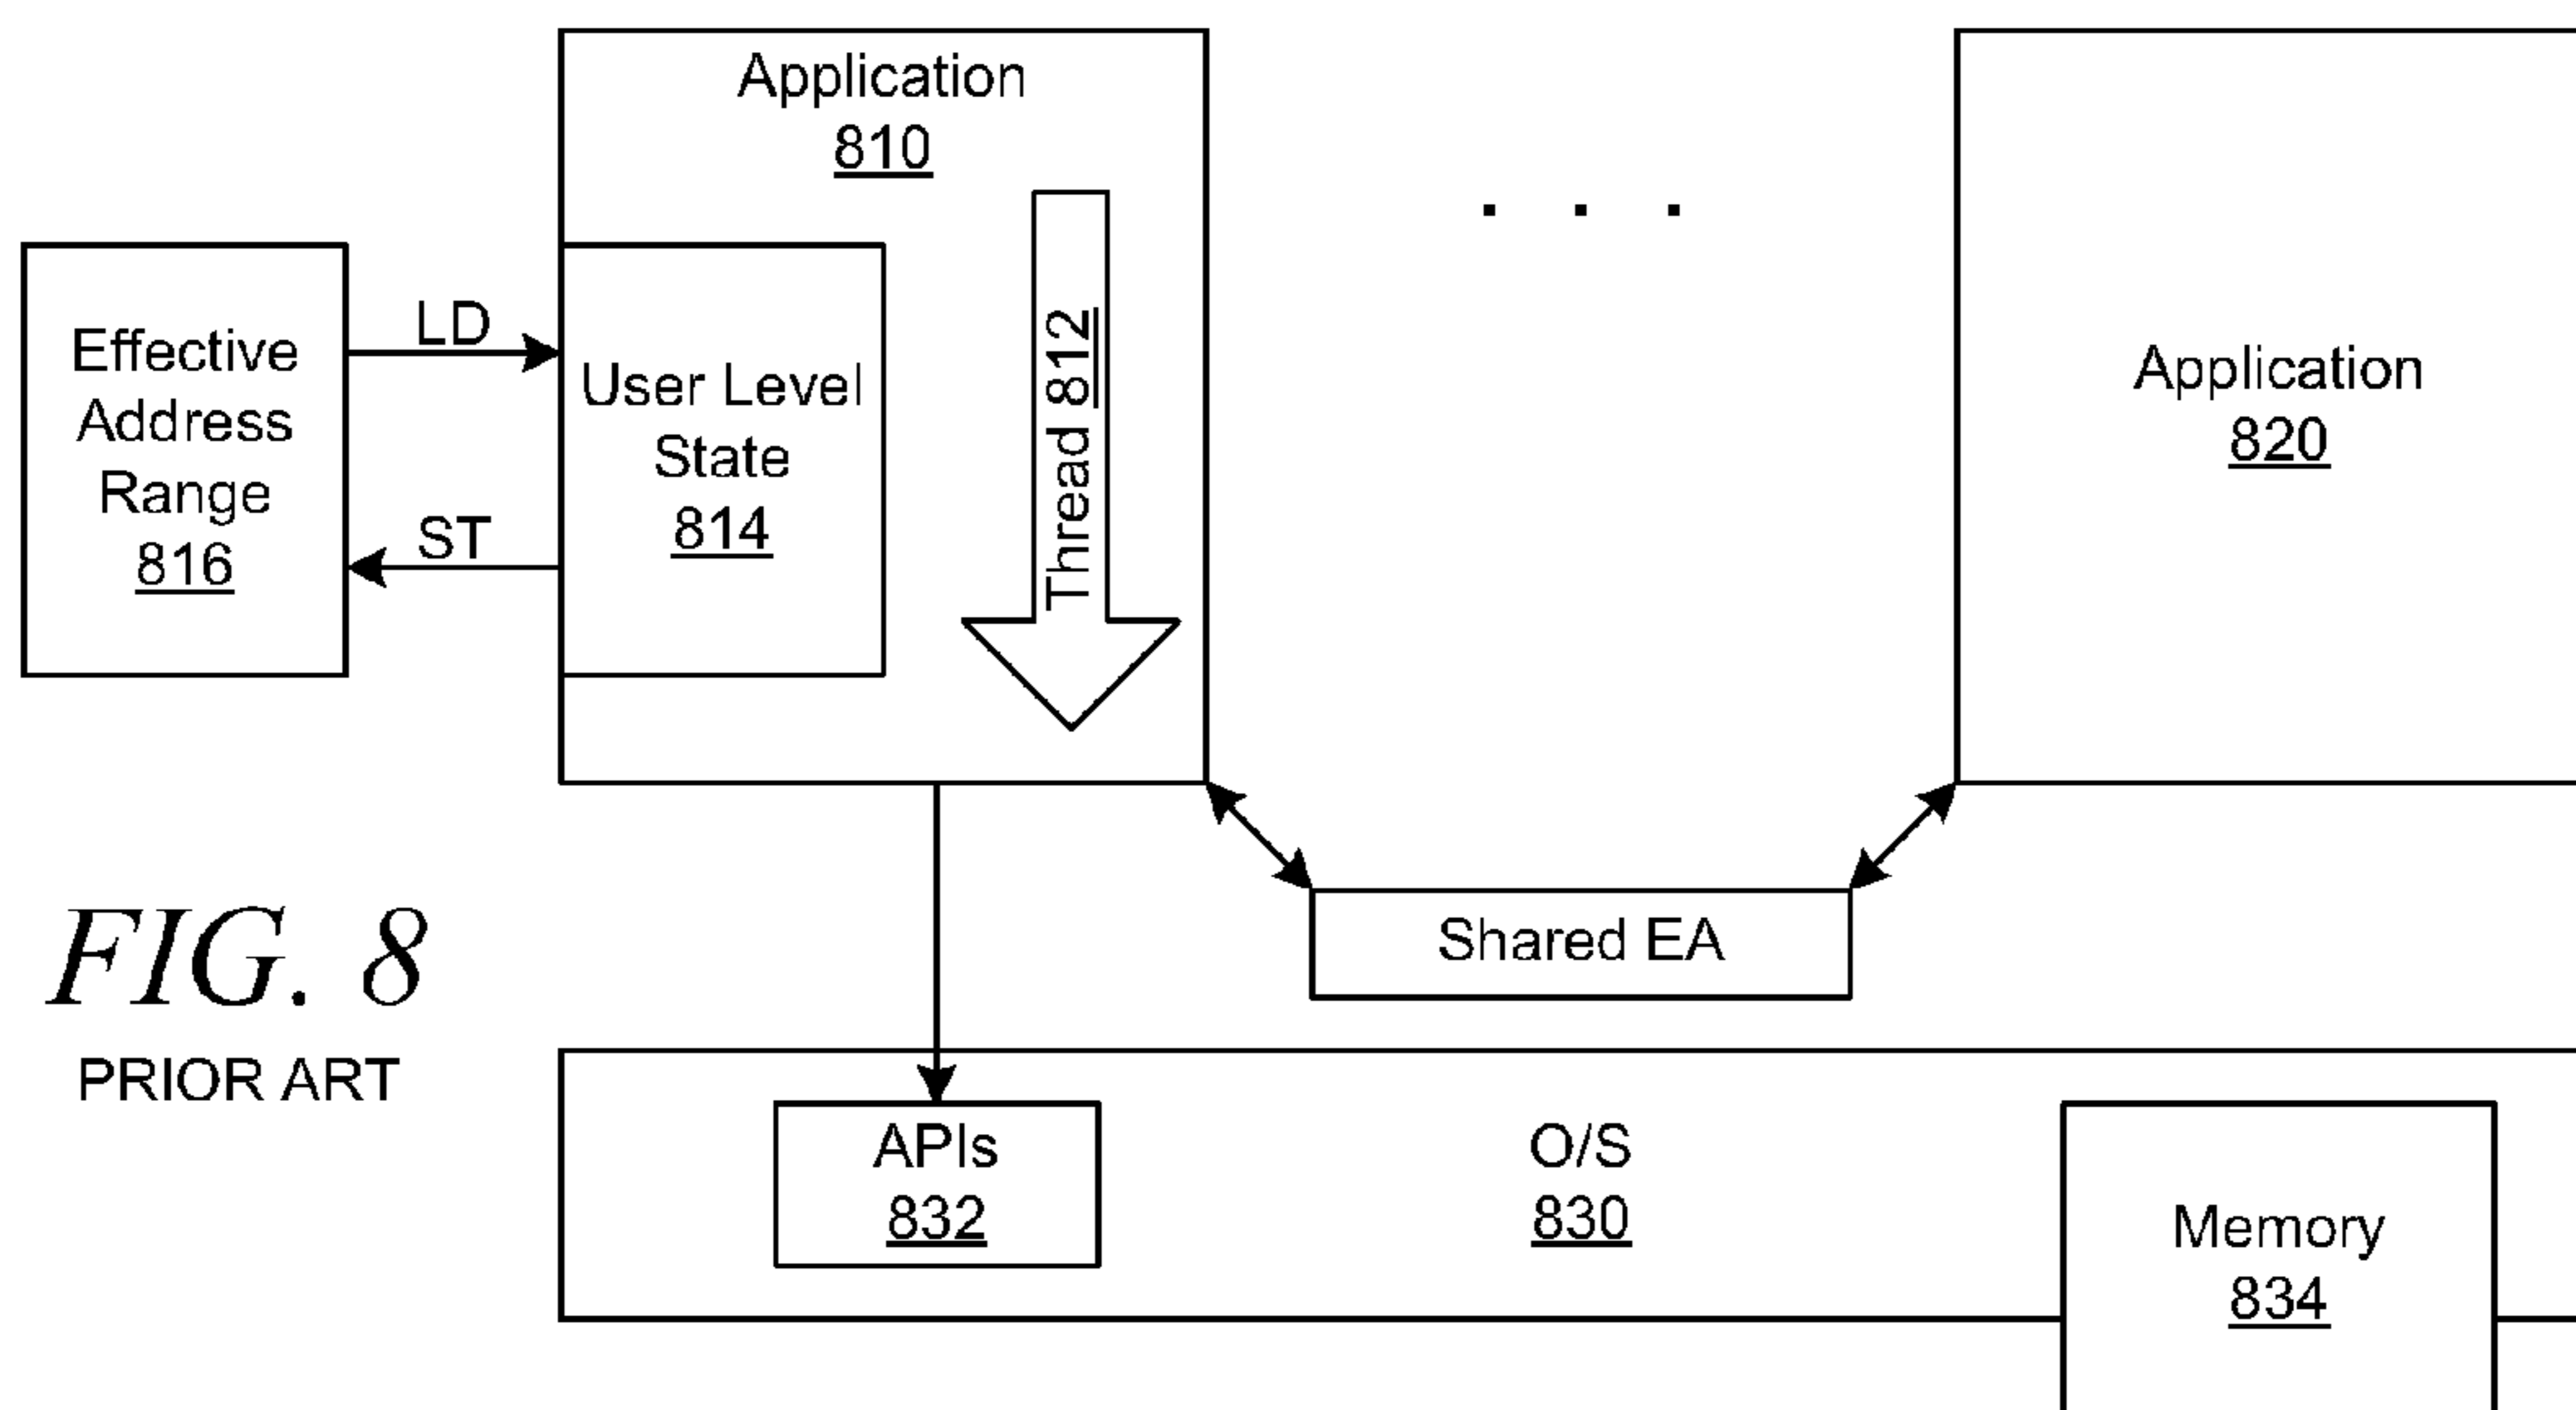 Application
810
Effective
Address
Range
816
LD
ST
User Level
State
814
Thread 812
. . .
Application
820
Shared EA
FIG. 8
PRIOR ART
APIs
832
O/S
830
Memory
834